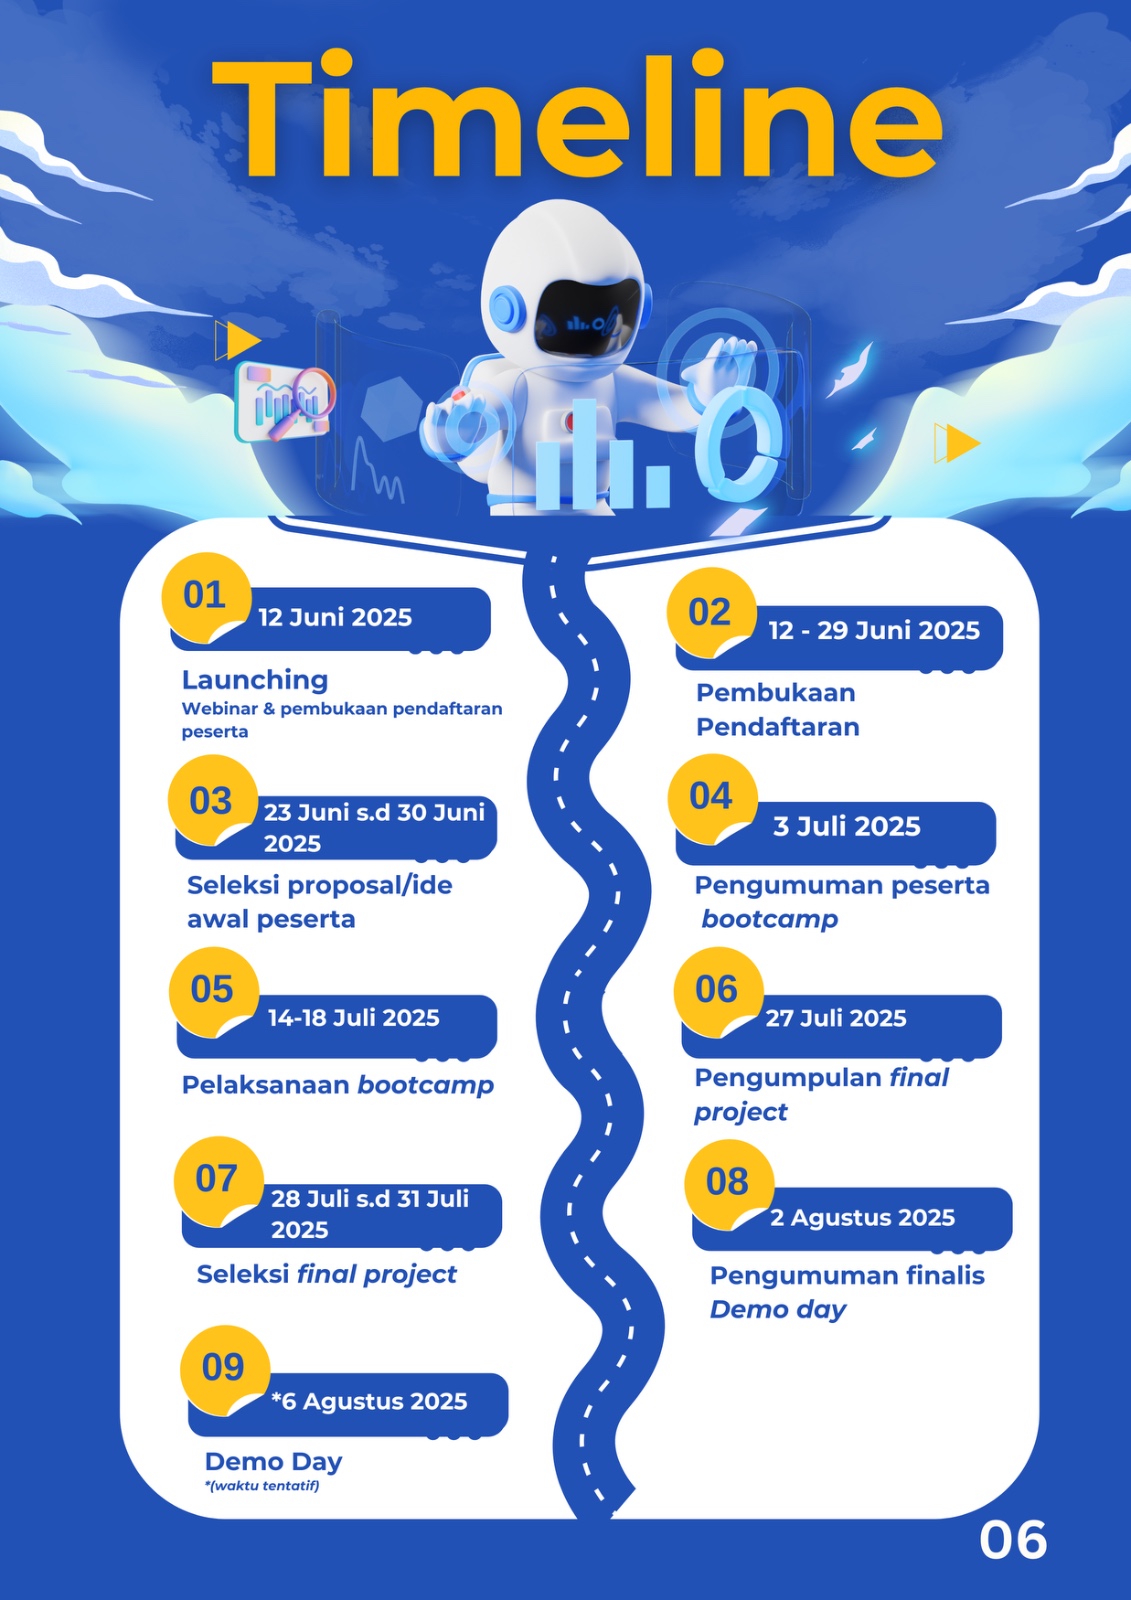 Timeline
01
12 Juni 2025
Launching
Webinar & pembukaan pendaftaran
peserta
02
12 - 29 Juni 2025
Pembukaan
Pendaftaran
03
23 Juni s.d 30 Juni
2025
Seleksi proposal/ide
awal peserta
04
3 Juli 2025
Pengumuman peserta
bootcamp
05
14-18 Juli 2025
Pelaksanaan bootcamp
06
27 Juli 2025
Pengumpulan final
project
07
28 Juli s.d 31 Juli
2025
Seleksi final project
08
2 Agustus 2025
Pengumuman finalis
Demo day
09
*6 Agustus 2025
Demo Day
*(waktu tentatif)
06